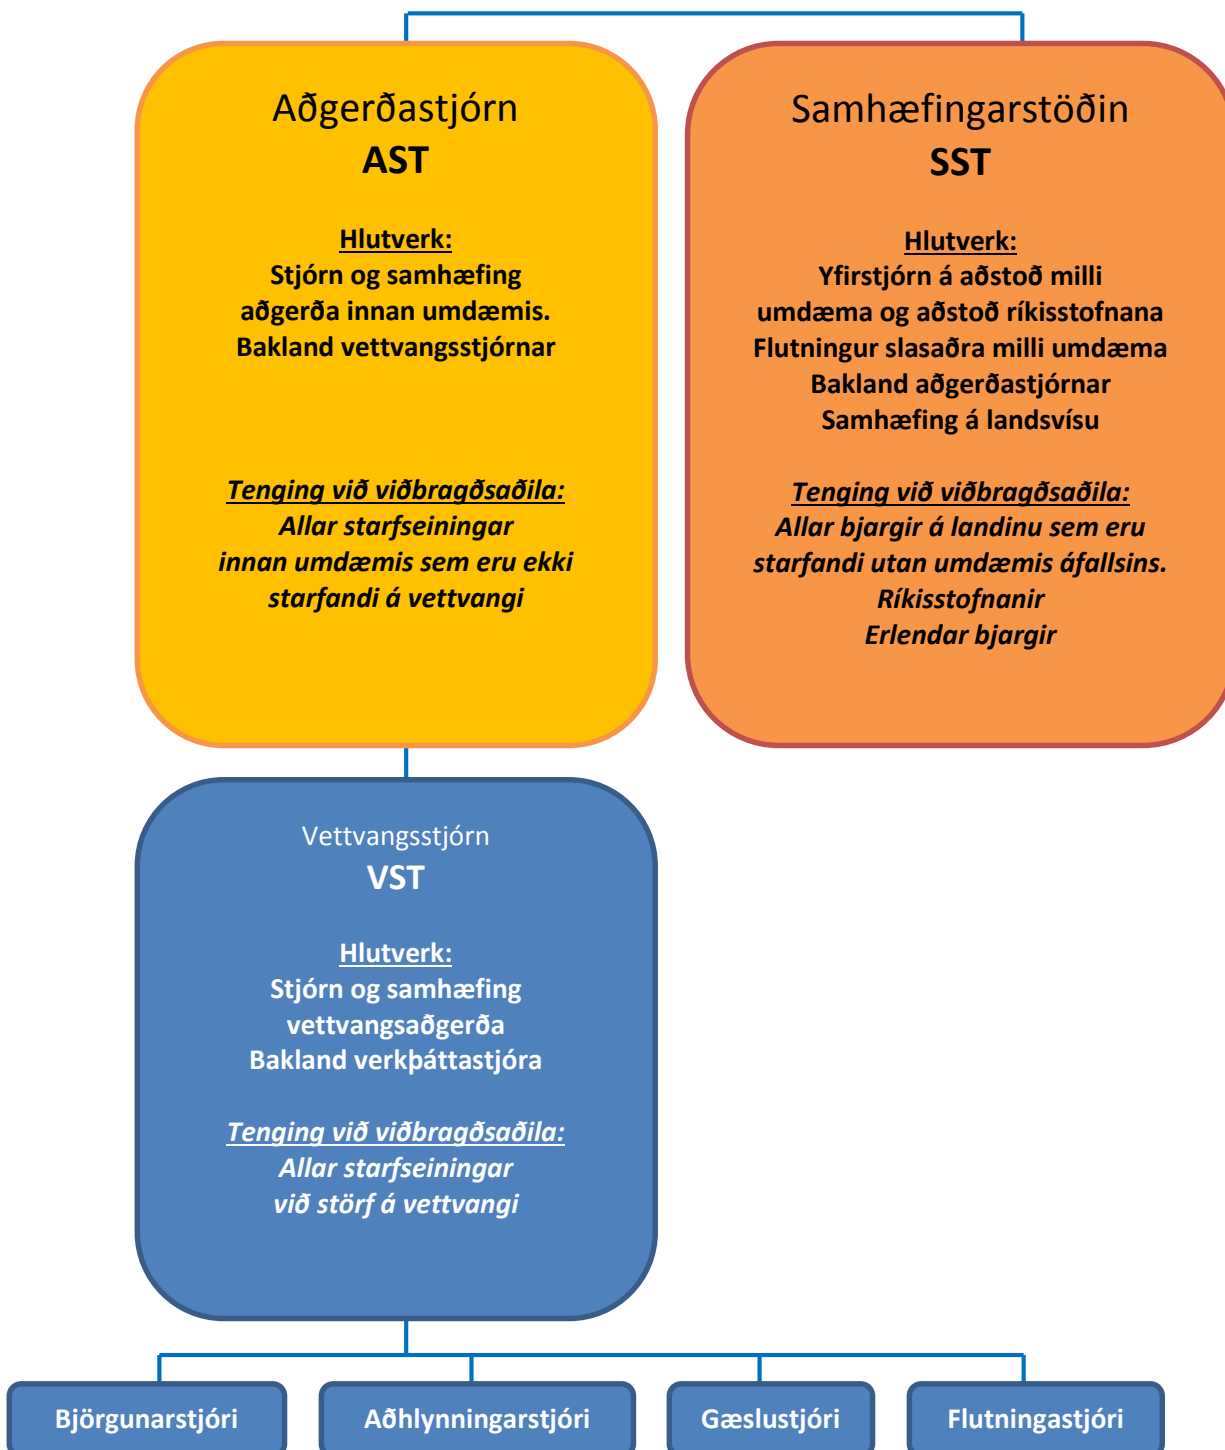 Aðgerðastjórn
AST
Hlutverk:
Stjórn og samhæfing
aðgerða innan umdæmis.
Bakland vettvangsstjórnar
Tenging við viðbragðsaðila:
Allar starfseiningar
innan umdæmis sem eru ekki
starfandi á vettvangi
Samhæfingarstöðin
SST
Hlutverk:
Yfirstjórn á aðstoð milli
umdæma og aðstoð ríkisstofnana
Flutningur slasaðra milli umdæma
Bakland aðgerðastjórnar
Samhæfing á landsvísu
Tenging við viðbragðsaðila:
Allar bjargir á landinu sem eru
starfandi utan umdæmis áfallsins.
Ríkisstofnanir
Erlendar bjargir
Vettvangsstjórn
VST
Hlutverk:
Stjórn og samhæfing
vettvangsaðgerða
Bakland verkþáttastjóra
Tenging við viðbragðsaðila:
Allar starfseiningar
við störf á vettvangi
Björgunarstjóri
Aðhlynningarstjóri
Gæslustjóri
Flutningastjóri